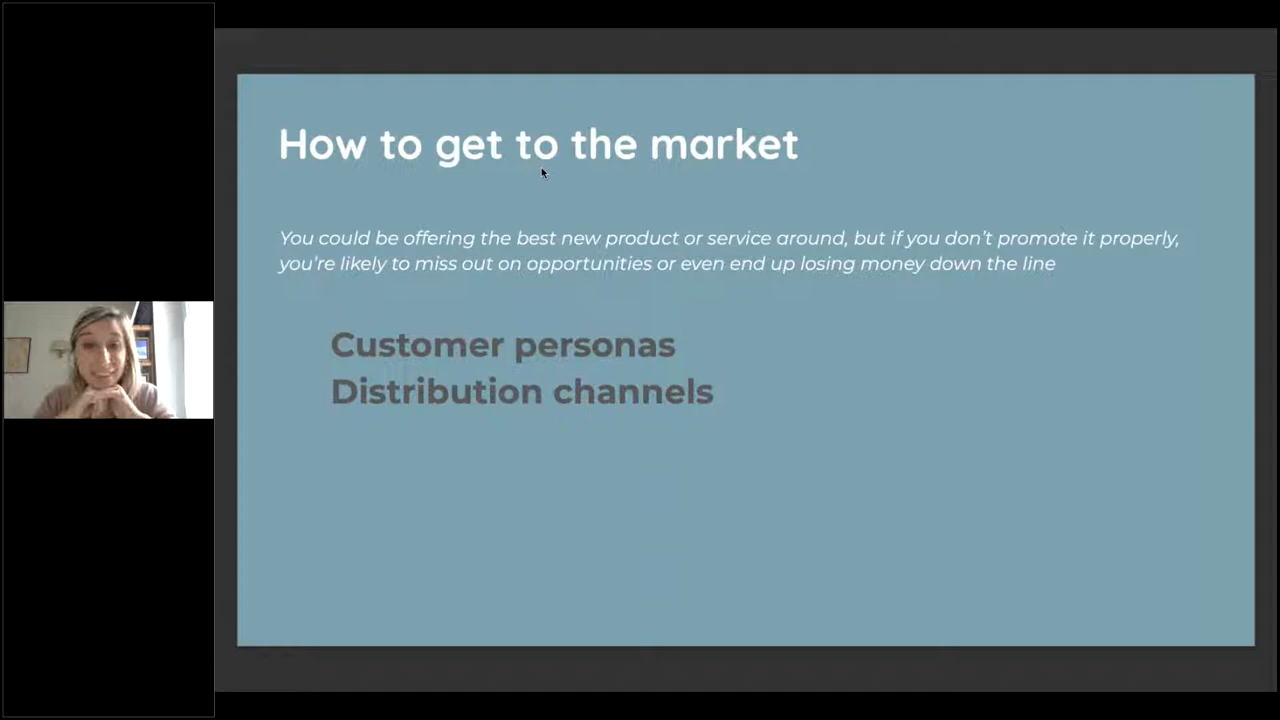 How to get to the market
You could be offering the best new product or service around, but if you don't promote it properly,
you're likely to miss out on opportunities or even end up losing money down the line
Customer personas
Distribution channels